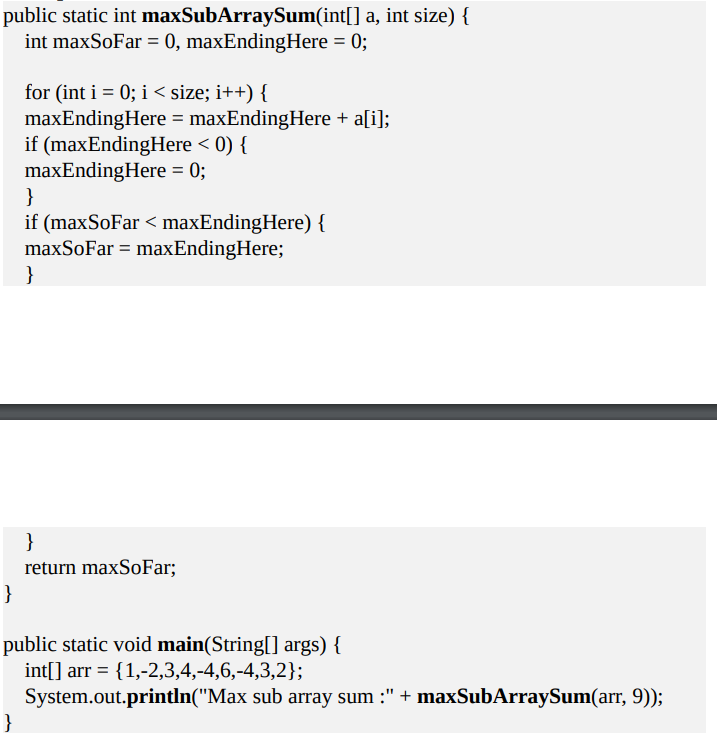 public static int maxSubArraySum(int[] a, int size) {
int maxSoFar = 0, maxEndingHere = 0;
for (int i = 0; i < size; i++) {
maxEndingHere = maxEndingHere + a[i];
if (maxEndingHere < 0) {
maxEndingHere = 0;
}
if (maxSoFar < maxEndingHere) {
maxSoFar = maxEndingHere;
}
}
return maxSoFar;
}
public static void main(String[] args) {
int[] arr = {1,-2,3,4,-4,6,-4,3,2};
System.out.println("Max sub array sum :" + maxSubArraySum(arr, 9));
}